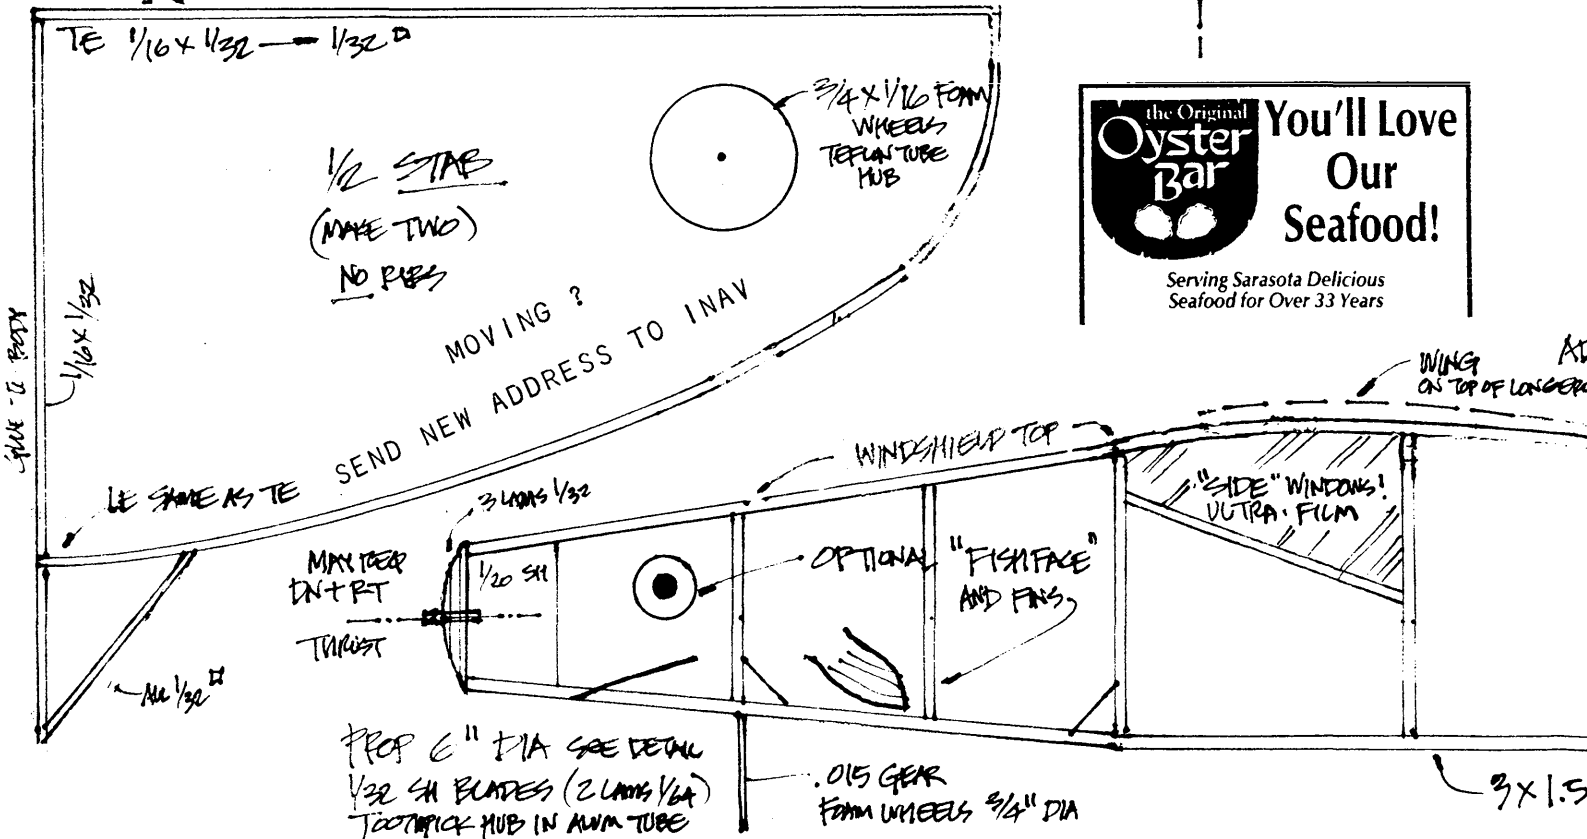 TE 1/16 X 1/32 — 1/32 □
3/4 X 1/16 FOAM
WHEELS
TEFLON TUBE
HUB
1/2 STAB
(MAKE TWO)
NO RIBS
the Original
Oyster
Bar
You'll Love
Our
Seafood!
Serving Sarasota Delicious
Seafood for Over 33 Years
1/16 X 1/32
GLUE - TO BODY
MOVING ?
SEND NEW ADDRESS TO INAV
WING
ON TOP OF
LE SAME AS TE
3 LAMS 1/32
WINDSHIELD TOP
"SIDE" WINDOWS!
ULTRA · FILM
MAY NEED
DN + RT
THRUST
1/20 SH
OPTIONAL "FISHFACE"
AND FINS
ALL 1/32 □
PROP 6" DIA SEE DETAIL
1/32 SH BLADES (2 LAMS 1/64)
TOOTHPICK HUB IN ALUM TUBE
.015 GEAR
FOAM WHEELS 3/4" DIA
3 X 1.5